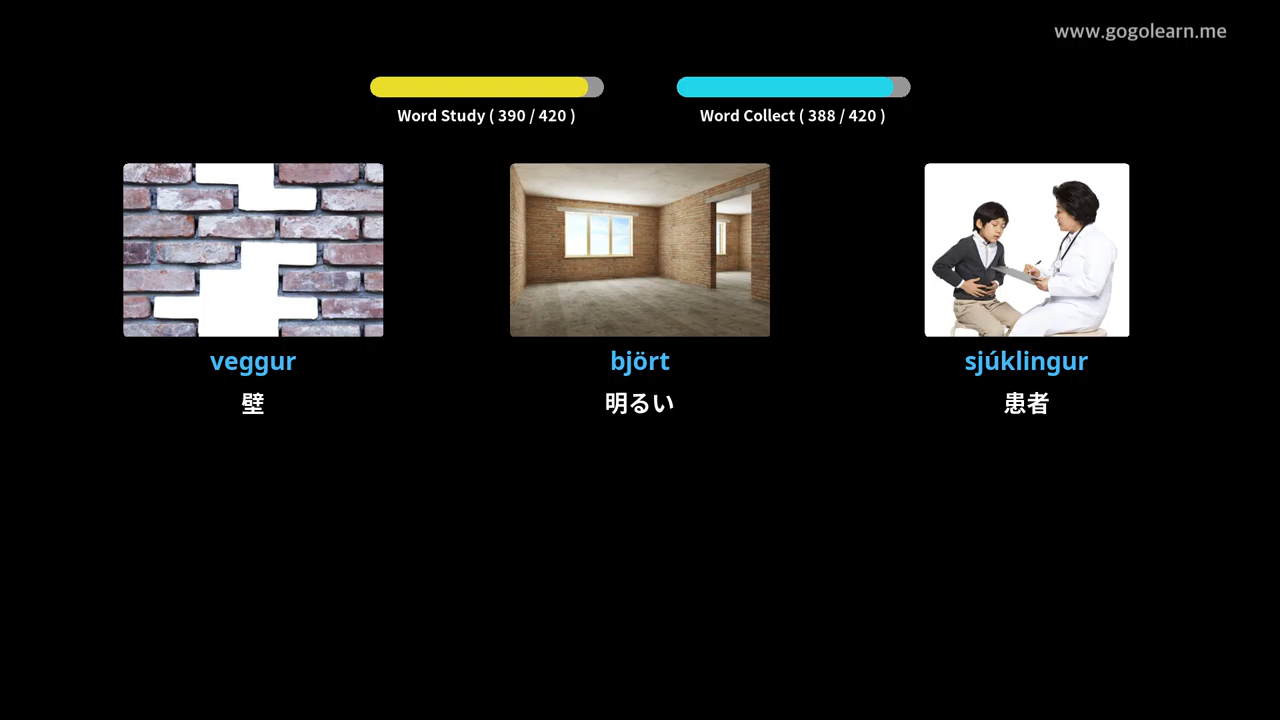 www.gogolearn.me
Word Study ( 390 / 420 )
Word Collect ( 388 / 420 )
veggur
björt
sjúklingur
壁
明るい
患者